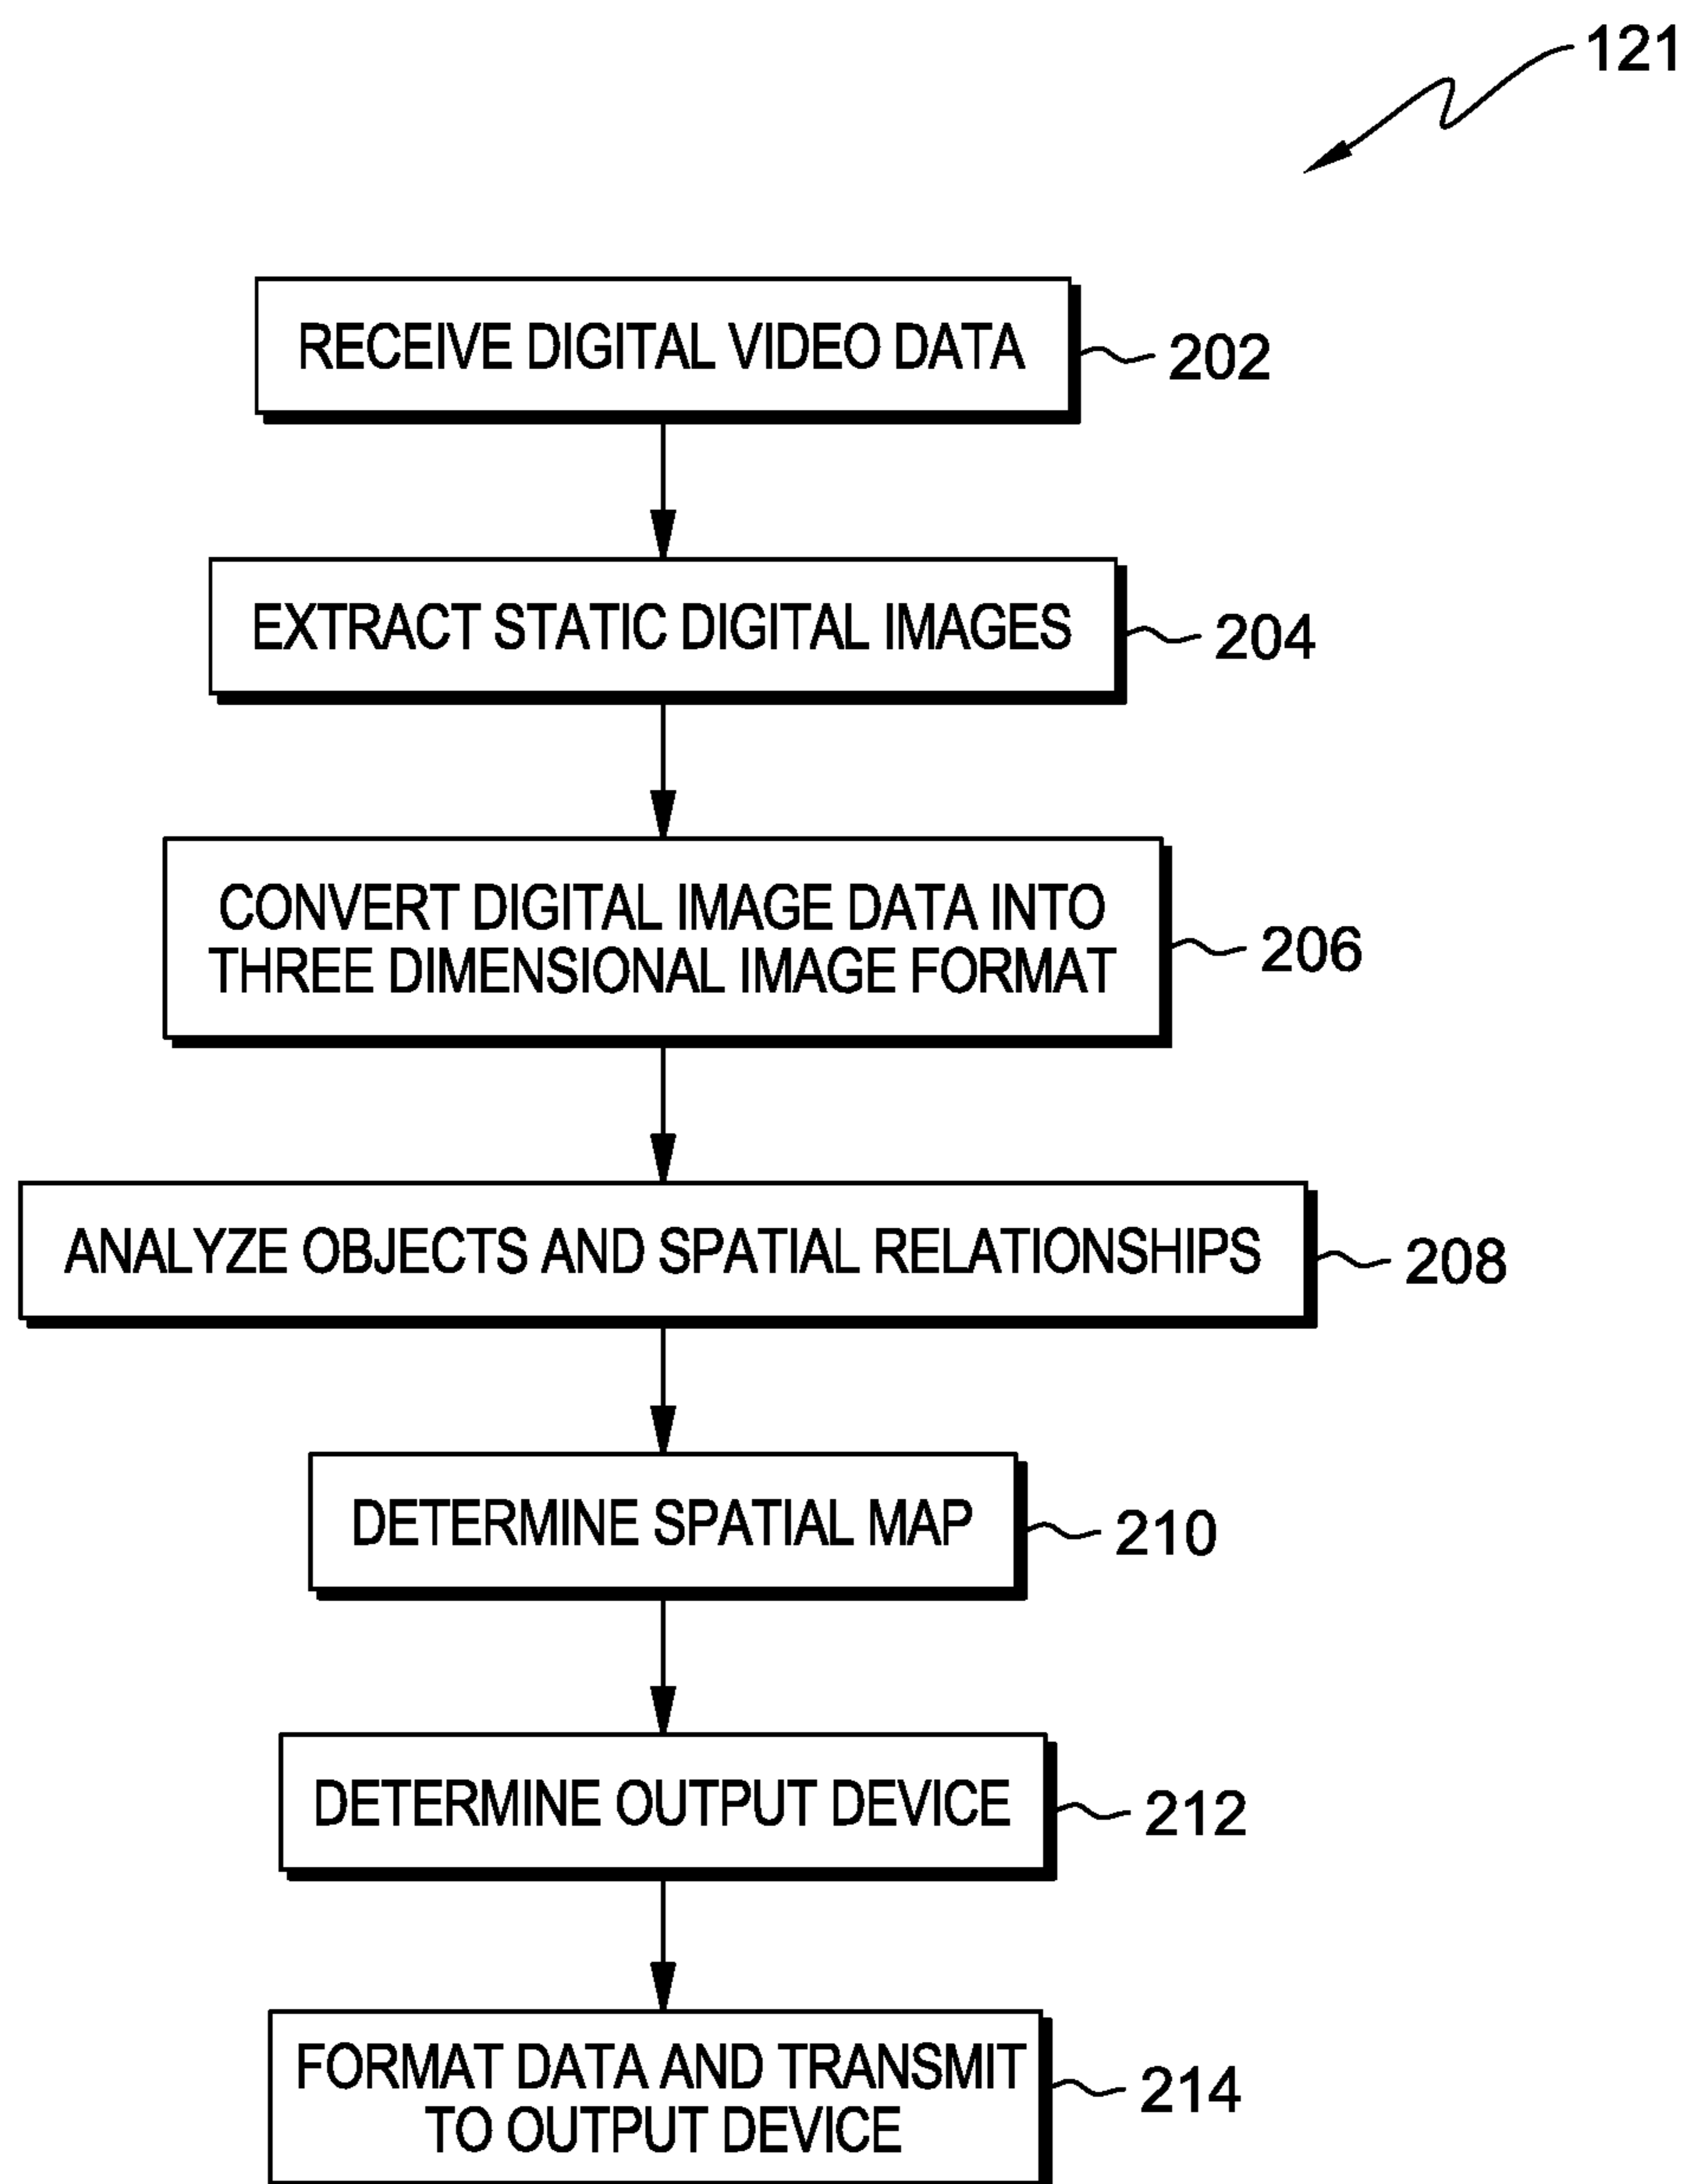 121
RECEIVE DIGITAL VIDEO DATA
202
EXTRACT STATIC DIGITAL IMAGES
204
CONVERT DIGITAL IMAGE DATA INTO
THREE DIMENSIONAL IMAGE FORMAT
206
ANALYZE OBJECTS AND SPATIAL RELATIONSHIPS
208
DETERMINE SPATIAL MAP
210
DETERMINE OUTPUT DEVICE
212
FORMAT DATA AND TRANSMIT
TO OUTPUT DEVICE
214